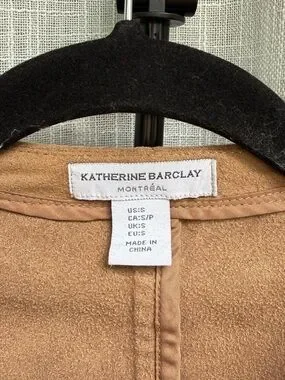 KATHERINE BARCLAY
MONTRÉAL
US:S
CA:S/P
UK:S
EU:S
MADE IN
CHINA